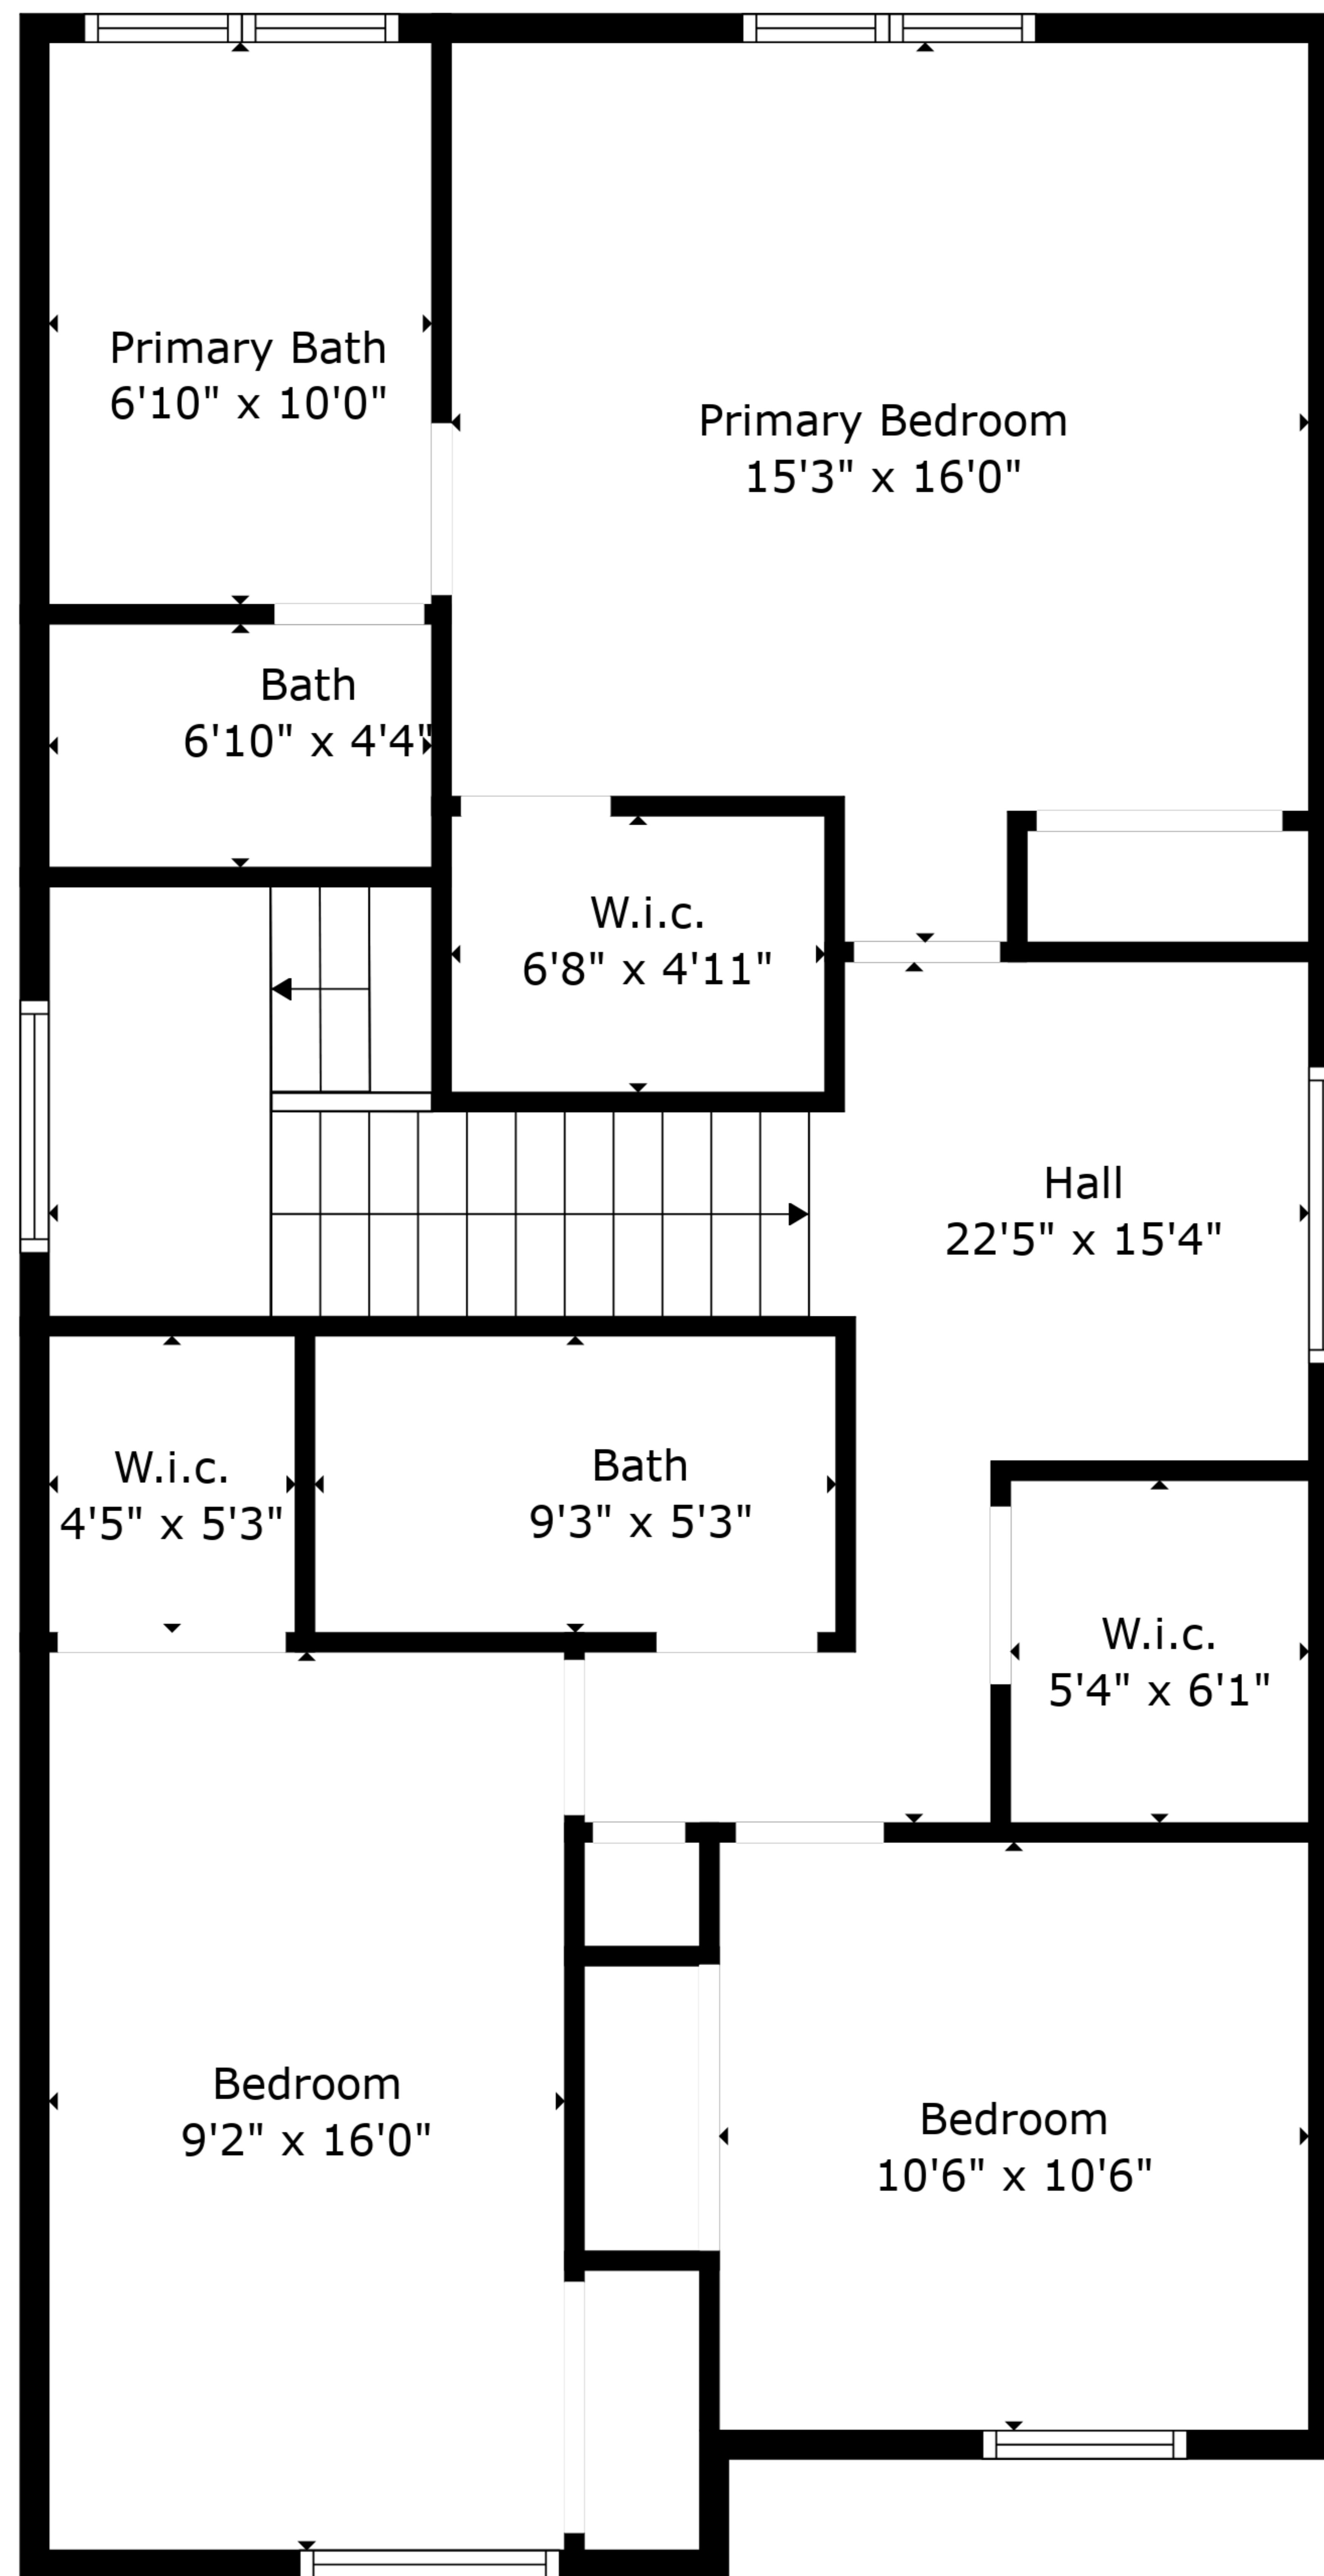 Primary Bath
6'10" x 10'0"
Primary Bedroom
15'3" x 16'0"
Bath
6'10" x 4'4"
W.i.c.
6'8" x 4'11"
Hall
22'5" x 15'4"
W.i.c.
4'5" x 5'3"
Bath
9'3" x 5'3"
W.i.c.
5'4" x 6'1"
Bedroom
9'2" x 16'0"
Bedroom
10'6" x 10'6"